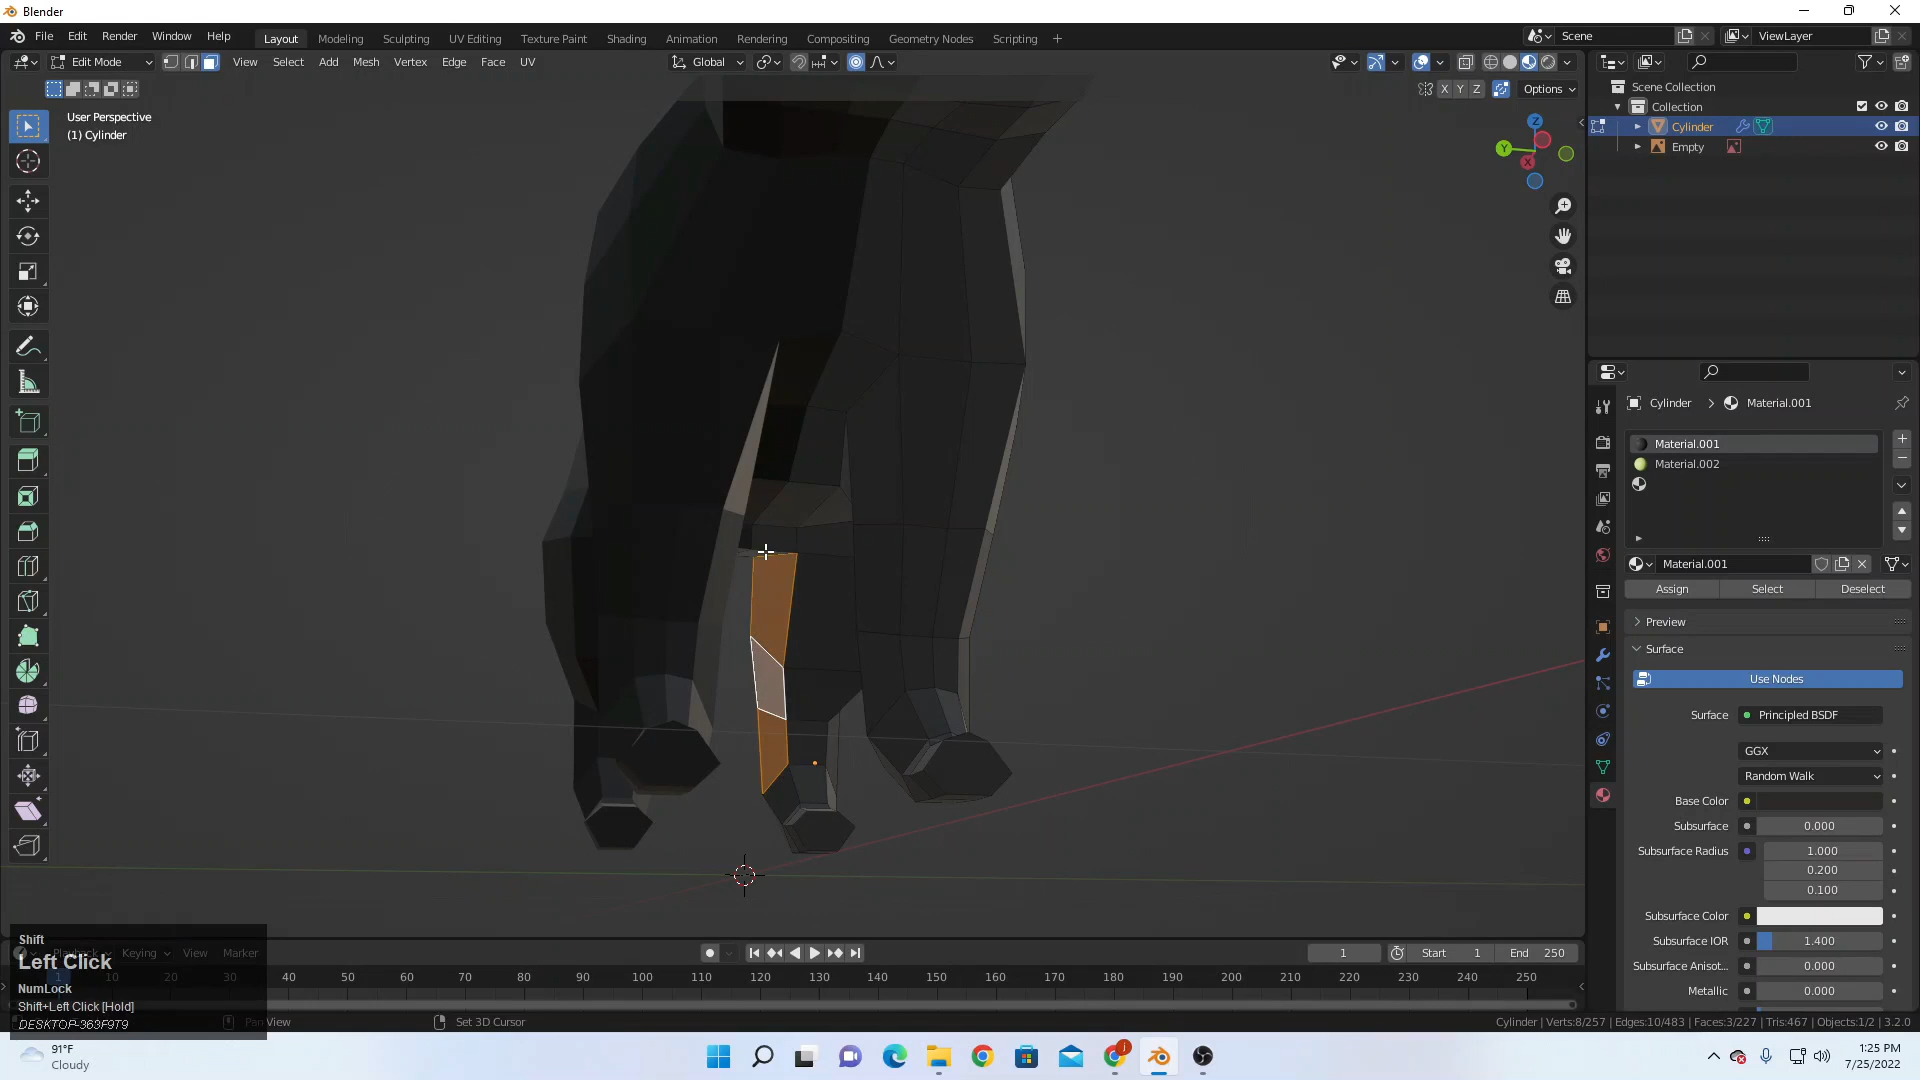 Blender
File Edit Render Window Help
Layout Modeling Sculpting UV Editing Texture Paint Shading Animation Rendering Compositing Geometry Nodes Scripting
Scene
ViewLayer
Edit Mode View Select Add Mesh Vertex Edge Face UV
Global
X Y Z Options
User Perspective
(1) Cylinder
Z
Y
X
Scene Collection
Collection
Cylinder
Empty
Cylinder > Material.001
Material.001
Material.002
Material.001
Assign Select Deselect
Preview
Surface
Use Nodes
Surface Principled BSDF
GGX
Random Walk
Base Color
Subsurface 0.000
Subsurface Radius 1.000
0.200
0.100
Subsurface Color
Subsurface IOR 1.400
Subsurface Anisot... 0.000
Metallic 0.000
Shift
Left Click
NumLock
Shift+Left Click [Hold]
DESKTOP-363F9T9
Playback Keying View Marker
1 Start 1 End 250
1 10 20 30 40 50 60 70 80 90 100 110 120 130 140 150 160 170 180 190 200 210 220 230 240 250
Pan View
Set 3D Cursor
Cylinder | Verts:8/257 | Edges:10/483 | Faces:3/227 | Tris:467 | Objects:1/2 | 3.2.0
91°F
Cloudy
1:25 PM
7/25/2022